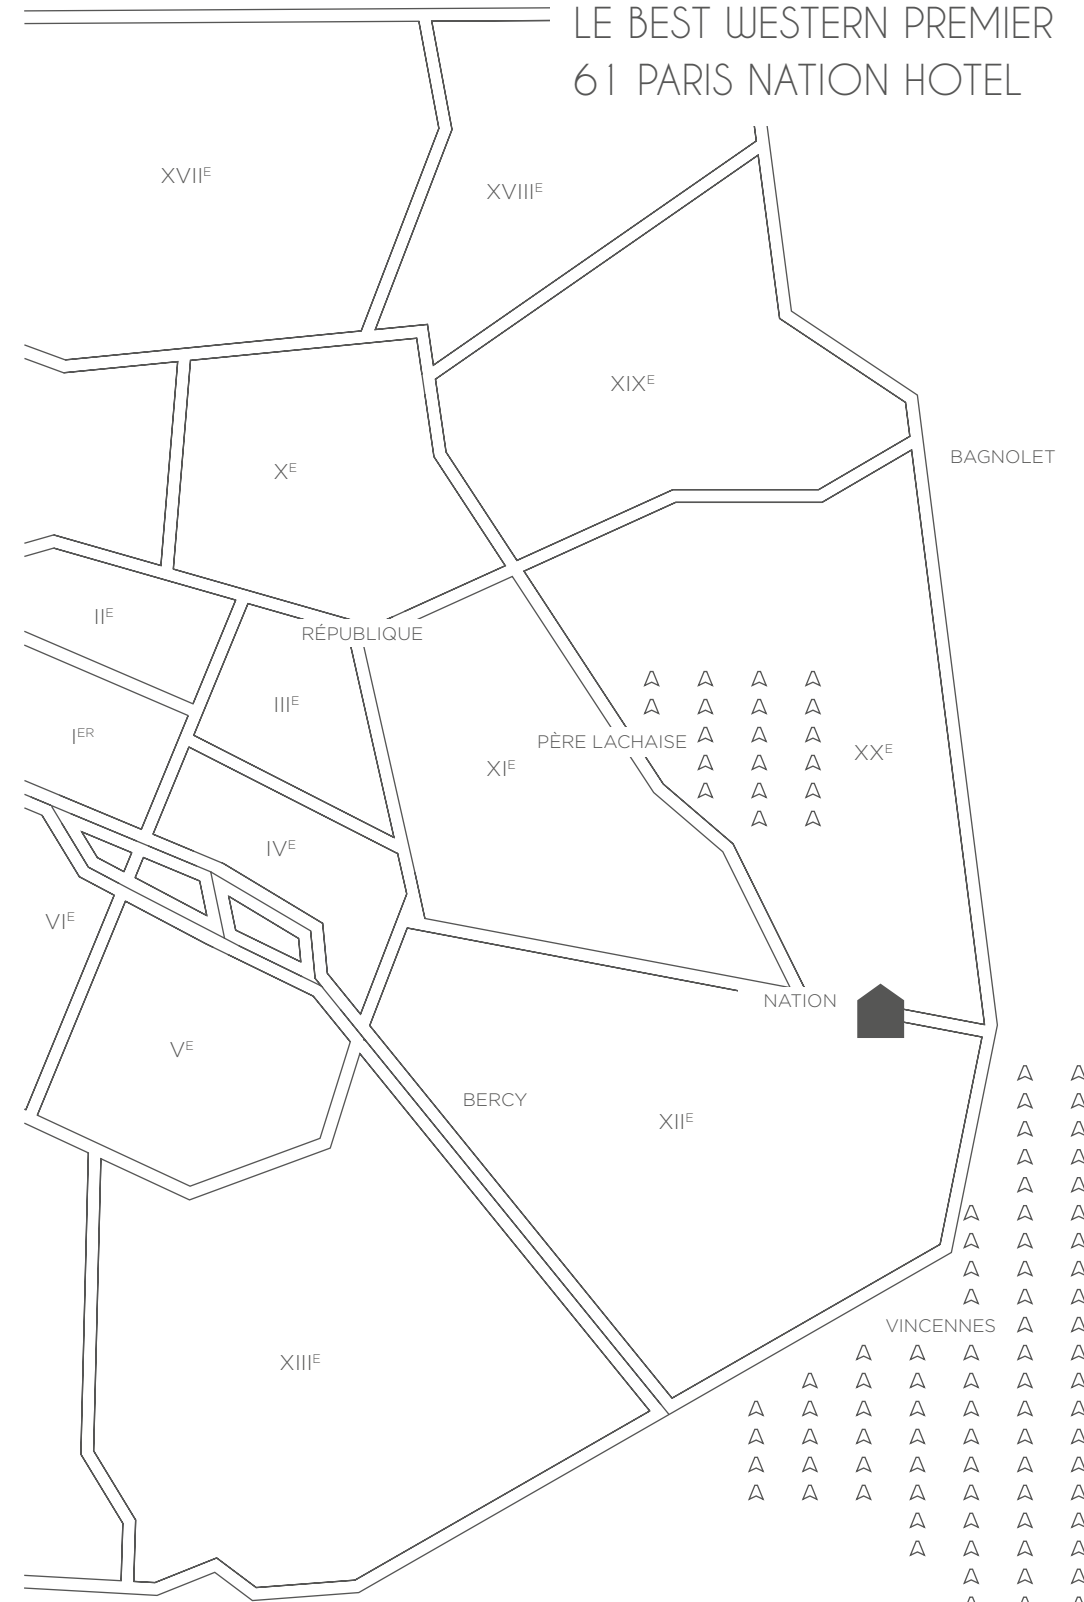 LE BEST WESTERN PREMIER
61 PARIS NATION HOTEL
XVIIE
XVIIIE
XIXE
BAGNOLET
XE
IIE
RÉPUBLIQUE
IIIE
IER
PÈRE LACHAISE
XXE
XIE
IVE
VIE
NATION
VE
BERCY
XIIE
VINCENNES
XIIIE